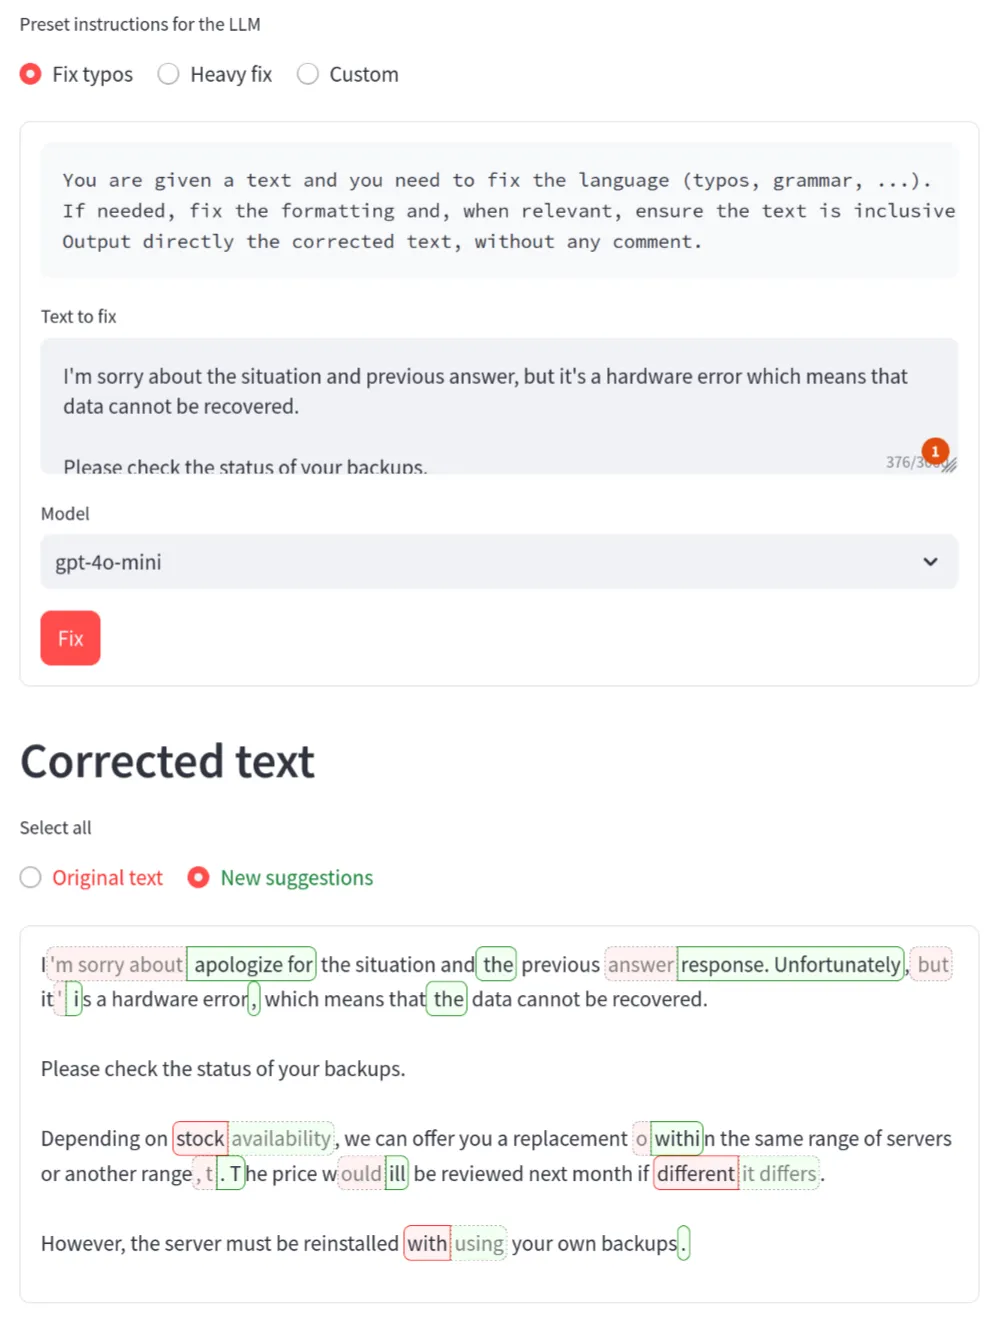 Preset instructions for the LLM
Fix typos Heavy fix Custom
You are given a text and you need to fix the language (typos, grammar, ...).
If needed, fix the formatting and, when relevant, ensure the text is inclusive
Output directly the corrected text, without any comment.
Text to fix
I'm sorry about the situation and previous answer, but it's a hardware error which means that
data cannot be recovered.
Please check the status of your backups.
376/3
1
Model
gpt-4o-mini
Fix
Corrected text
Select all
Original text New suggestions
I'm sorry about apologize for the situation and the previous answer response. Unfortunately, but
it' is a hardware error, which means that the data cannot be recovered.
Please check the status of your backups.
Depending on stock availability, we can offer you a replacement o within the same range of servers
or another range, t. The price would ill be reviewed next month if different it differs.
However, the server must be reinstalled with using your own backups.